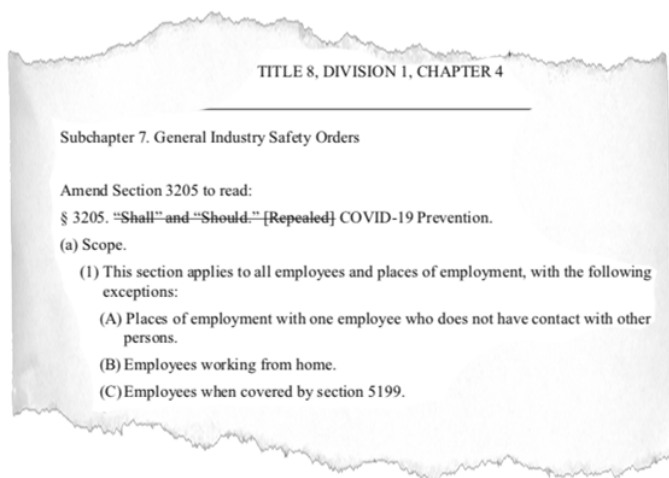 TITLE 8, DIVISION 1, CHAPTER 4
Subchapter 7. General Industry Safety Orders
Amend Section 3205 to read:
§ 3205. “Shall” and “Should.” [Repealed] COVID-19 Prevention.
(a) Scope.
(1) This section applies to all employees and places of employment, with the following
exceptions:
(A) Places of employment with one employee who does not have contact with other
persons.
(B) Employees working from home.
(C) Employees when covered by section 5199.